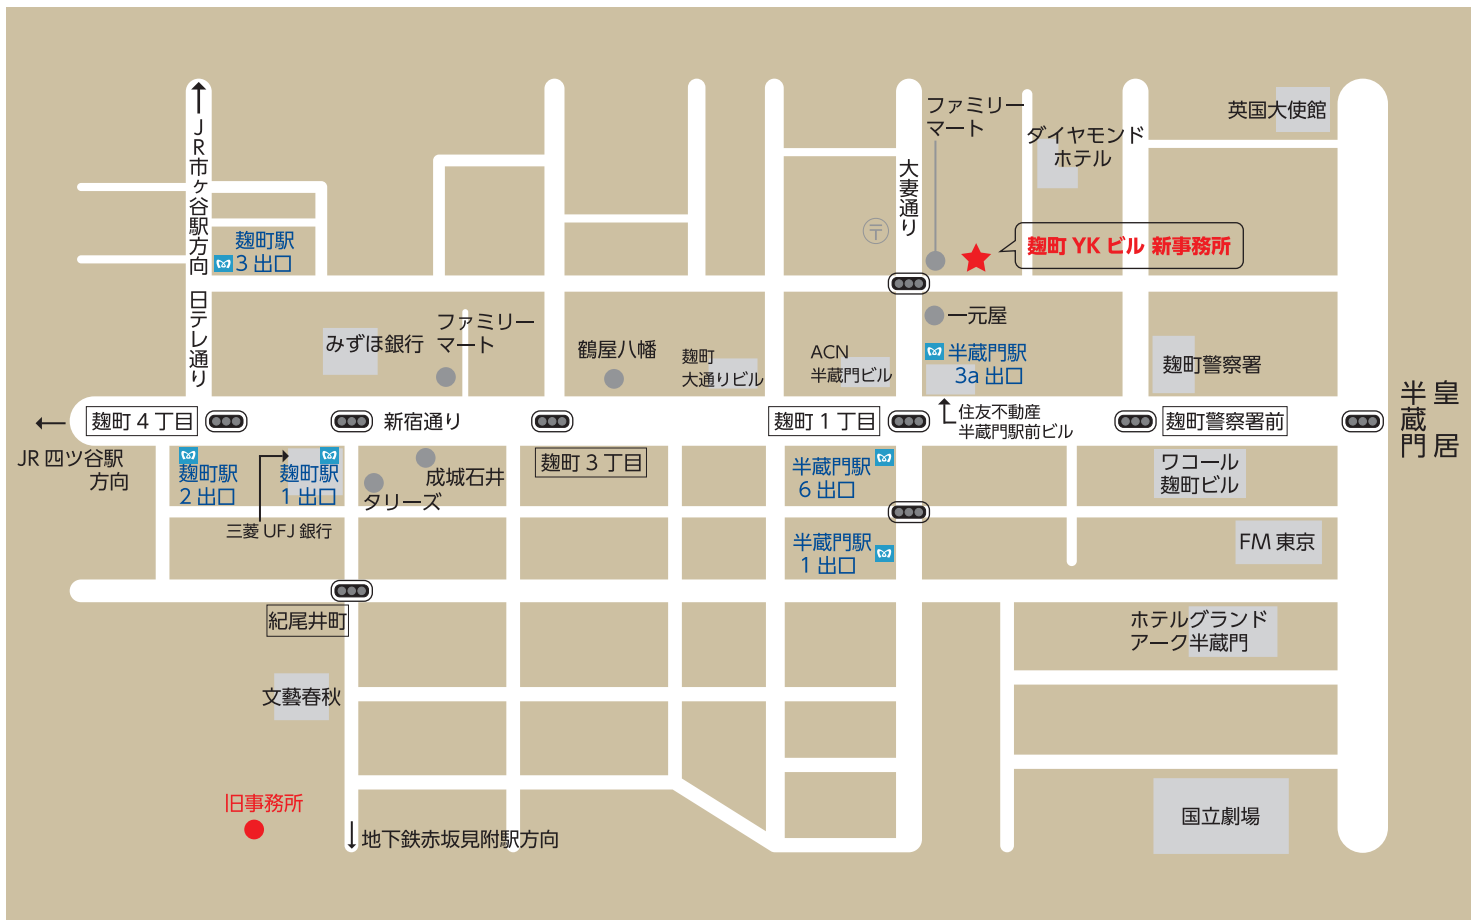 ファミリー
マート
英国大使館
ダイヤモンド
ホテル
JR市ヶ谷駅方向
大妻通り
〒
麹町駅
3 出口
麹町 YK ビル 新事務所
日テレ通り
一元屋
ファミリー
マート
みずほ銀行
鶴屋八幡
麹町
大通りビル
ACN
半蔵門ビル
半蔵門駅
3a 出口
麹町警察署
住友不動産
半蔵門駅前ビル
麹町 4 丁目
新宿通り
麹町 1 丁目
麹町警察署前
皇居
半蔵門
JR 四ツ谷駅
方向
麹町駅
2 出口
麹町駅
1 出口
成城石井
タリーズ
麹町 3 丁目
半蔵門駅
6 出口
ワコール
麹町ビル
三菱 UFJ 銀行
半蔵門駅
1 出口
FM 東京
紀尾井町
ホテルグランド
アーク半蔵門
文藝春秋
旧事務所
地下鉄赤坂見附駅方向
国立劇場